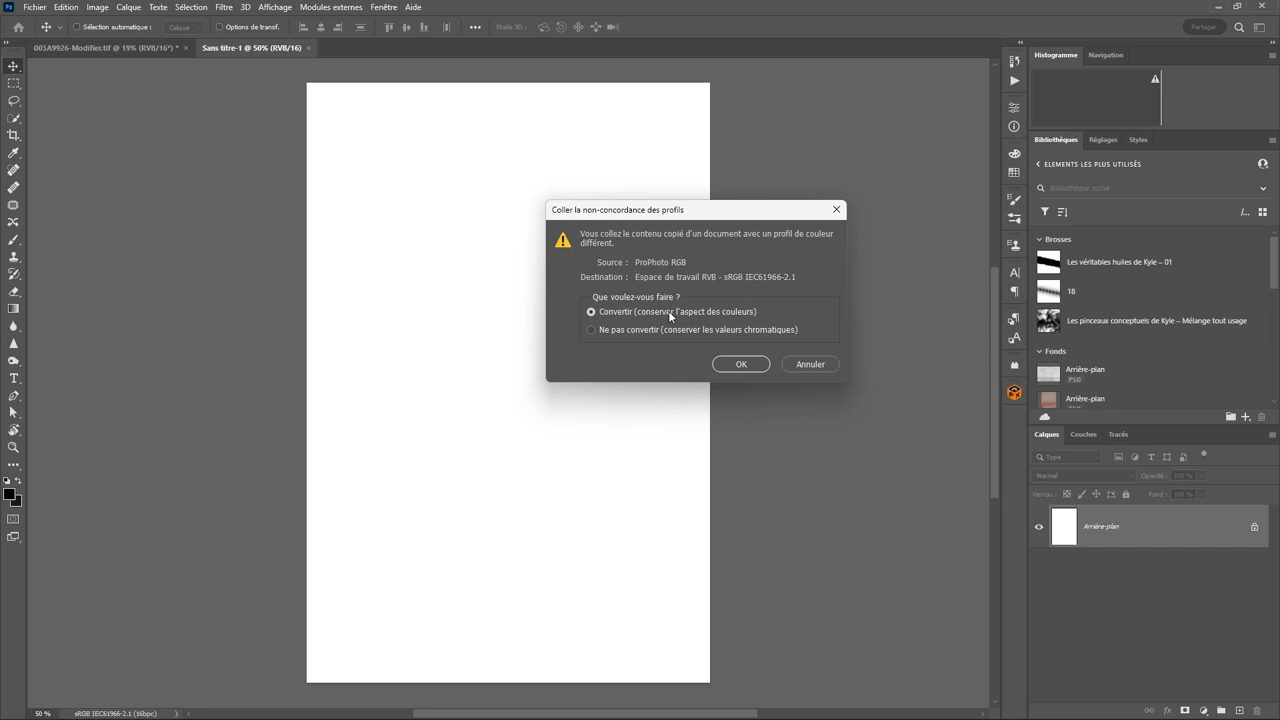 Ps Fichier Edition Image Calque Texte Sélection Filtre 3D Affichage Modules externes Fenêtre Aide
Sélection automatique : Calque Options de transf. Mode 3D : Partager
003A9926-Modifier.tif @ 19% (RVB/16*) * × Sans titre-1 @ 50% (RVB/16) ×
Histogramme Navigation
Bibliothèques Réglages Styles
ELEMENTS LES PLUS UTILISÉS
Bibliothèque active
Brosses
Les véritables huiles de Kyle – 01
18
Les pinceaux conceptuels de Kyle – Mélange tout usage
Fonds
Arrière-plan
PSD
Arrière-plan
Coller la non-concordance des profils
Vous collez le contenu copié d'un document avec un profil de couleur
différent.
Source : ProPhoto RGB
Destination : Espace de travail RVB - sRGB IEC61966-2.1
Que voulez-vous faire ?
Convertir (conserver l'aspect des couleurs)
Ne pas convertir (conserver les valeurs chromatiques)
OK Annuler
Calques Couches Tracés
Type
Normal Opacité : 100 %
Verrou : Fond : 100 %
Arrière-plan
50 % sRGB IEC61966-2.1 (16bpc)